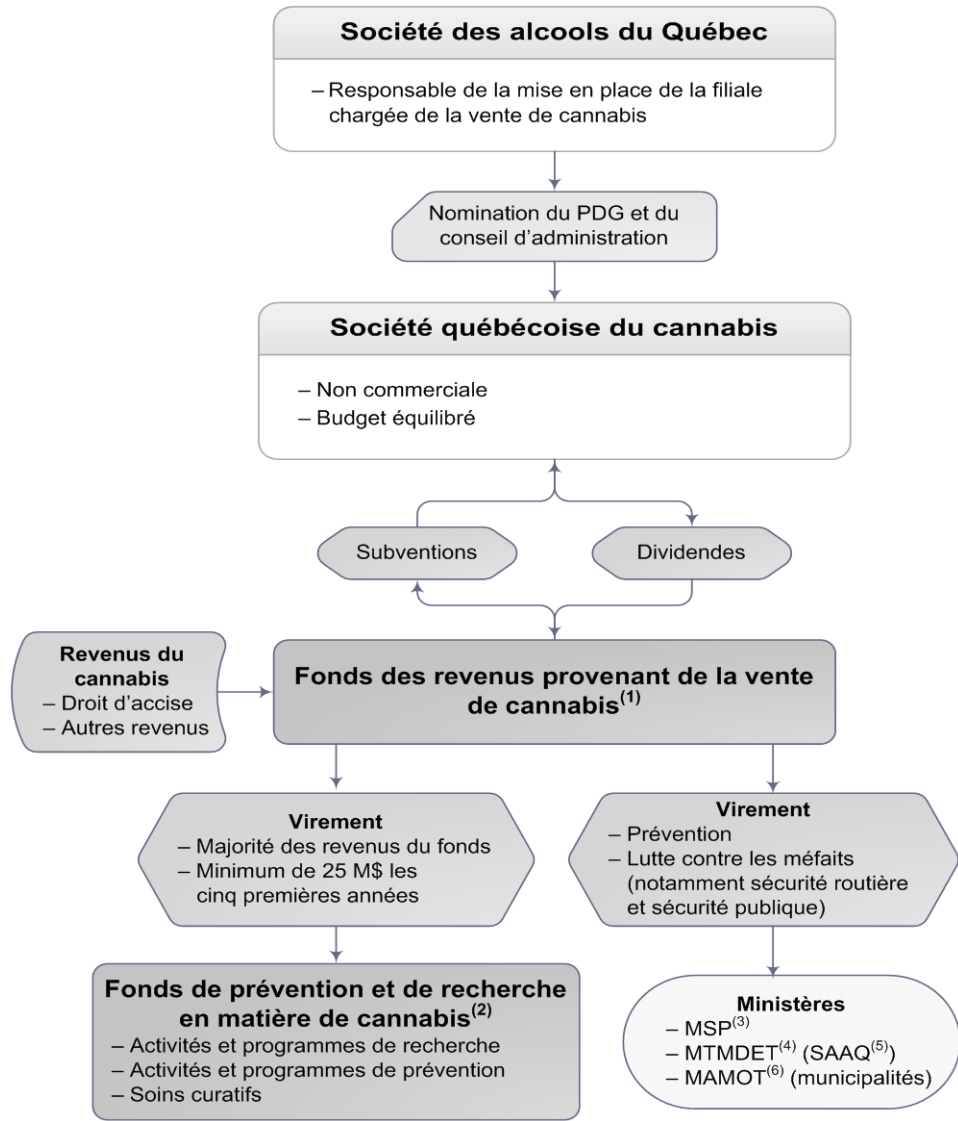 Société des alcools du Québec
– Responsable de la mise en place de la filiale
chargée de la vente de cannabis
Nomination du PDG et du
conseil d'administration
Société québécoise du cannabis
– Non commerciale
– Budget équilibré
Subventions
Dividendes
Revenus du
cannabis
– Droit d'accise
– Autres revenus
Fonds des revenus provenant de la vente
de cannabis(1)
Virement
– Majorité des revenus du fonds
– Minimum de 25 M$ les
cinq premières années
Virement
– Prévention
– Lutte contre les méfaits
(notamment sécurité routière
et sécurité publique)
Fonds de prévention et de recherche
en matière de cannabis(2)
– Activités et programmes de recherche
– Activités et programmes de prévention
– Soins curatifs
Ministères
– MSP(3)
– MTMDET(4) (SAAQ(5))
– MAMOT(6) (municipalités)